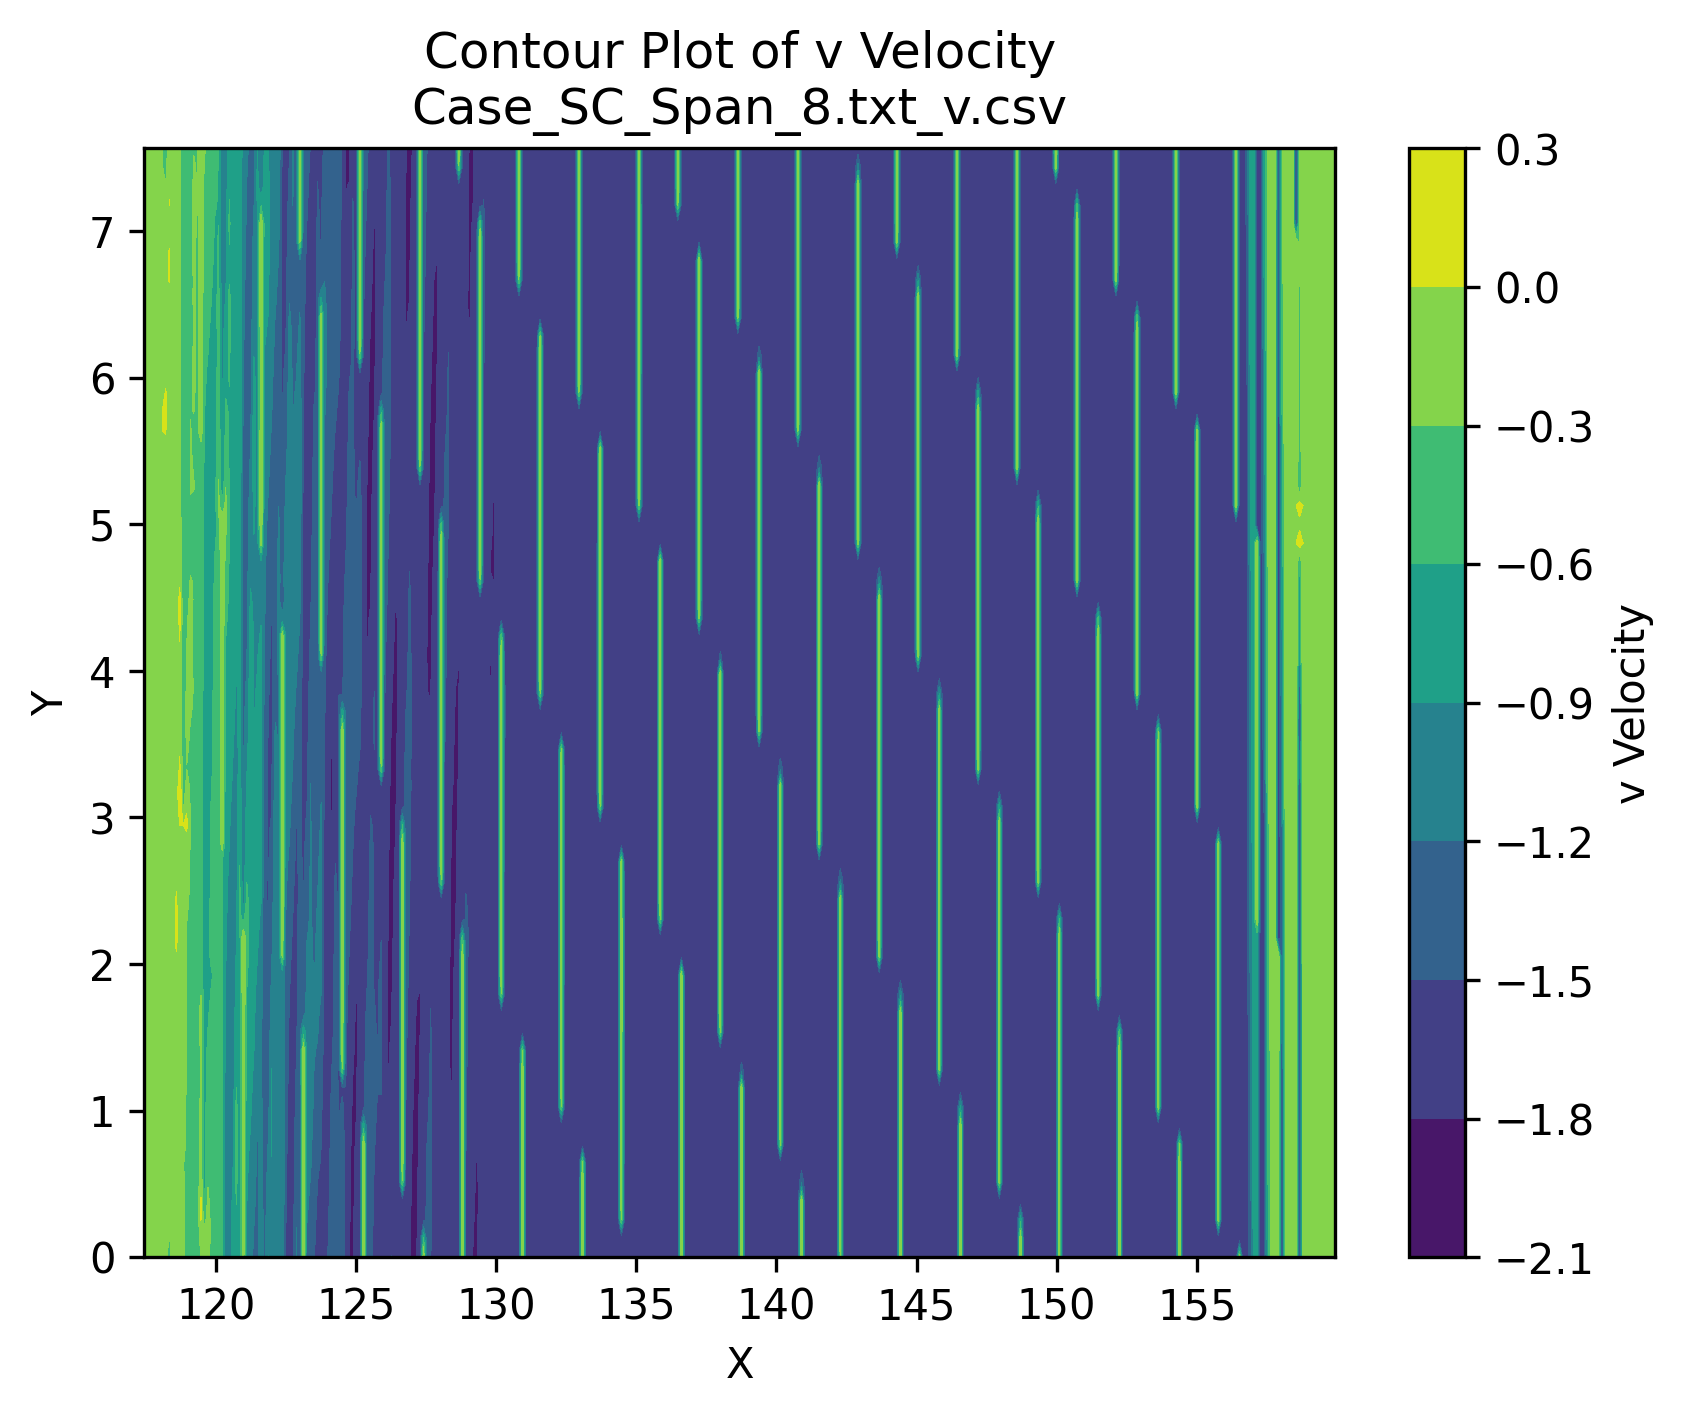 Contour Plot of v Velocity
Case_SC_Span_8.txt_v.csv
7
6
5
4
3
2
1
0
Y
120 125 130 135 140 145 150 155
X
0.3
0.0
−0.3
−0.6
−0.9
−1.2
−1.5
−1.8
−2.1
v Velocity